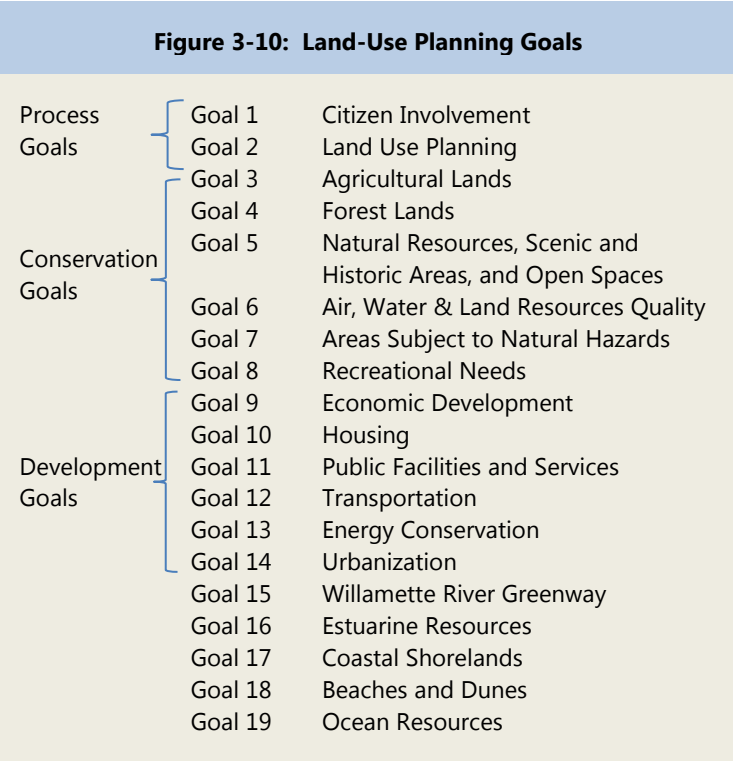 Figure 3-10: Land-Use Planning Goals
Process Goal 1 Citizen Involvement
Goals Goal 2 Land Use Planning
Goal 3 Agricultural Lands
Goal 4 Forest Lands
Goal 5 Natural Resources, Scenic and
Conservation Historic Areas, and Open Spaces
Goals Goal 6 Air, Water & Land Resources Quality
Goal 7 Areas Subject to Natural Hazards
Goal 8 Recreational Needs
Goal 9 Economic Development
Goal 10 Housing
Development Goal 11 Public Facilities and Services
Goals Goal 12 Transportation
Goal 13 Energy Conservation
Goal 14 Urbanization
Goal 15 Willamette River Greenway
Goal 16 Estuarine Resources
Goal 17 Coastal Shorelands
Goal 18 Beaches and Dunes
Goal 19 Ocean Resources